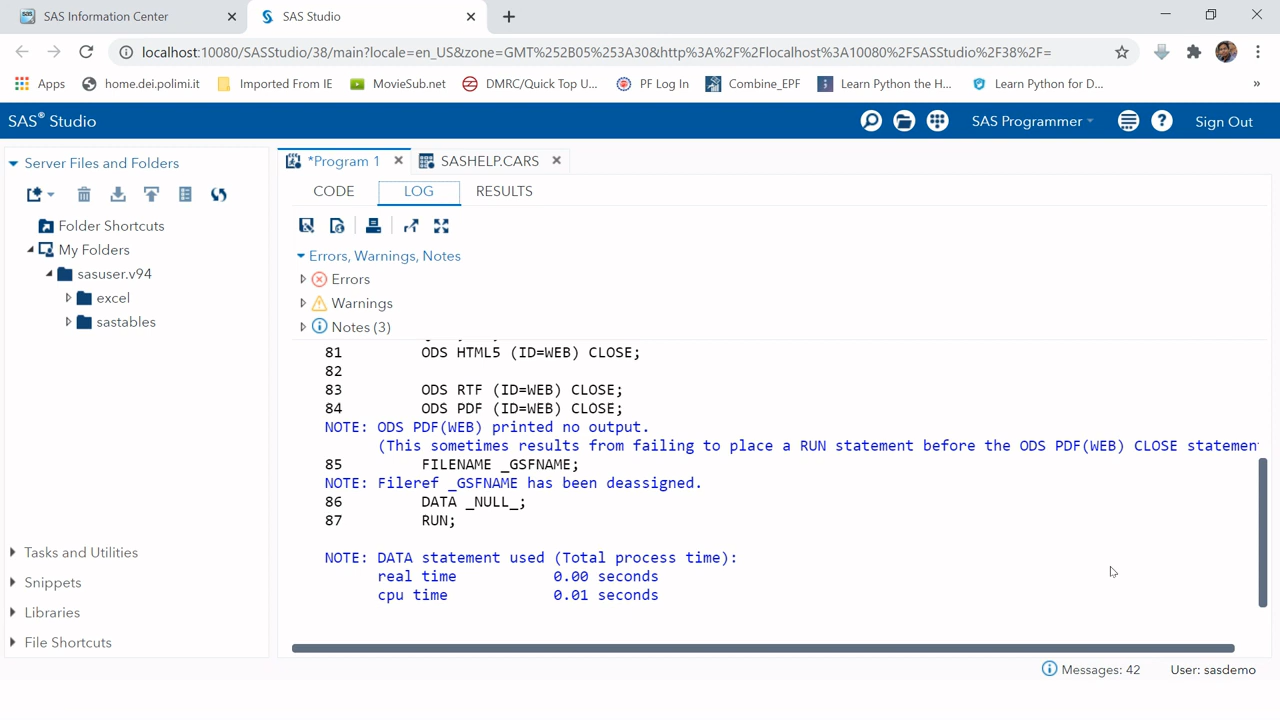 SAS Information Center
SAS Studio
localhost:10080/SASStudio/38/main?locale=en_US&zone=GMT%252B05%253A30&http%3A%2F%2Flocalhost%3A10080%2FSASStudio%2F38%2F=
Apps home.dei.polimi.it Imported From IE MovieSub.net DMRC/Quick Top U... PF Log In Combine_EPF Learn Python the H... Learn Python for D... »
SAS® Studio
SAS Programmer
Sign Out
Server Files and Folders
Folder Shortcuts
My Folders
sasuser.v94
excel
sastables
Tasks and Utilities
Snippets
Libraries
File Shortcuts
*Program 1
SASHELP.CARS
CODE LOG RESULTS
Errors, Warnings, Notes
Errors
Warnings
Notes (3)
81 ODS HTML5 (ID=WEB) CLOSE;
82
83 ODS RTF (ID=WEB) CLOSE;
84 ODS PDF (ID=WEB) CLOSE;
NOTE: ODS PDF(WEB) printed no output.
(This sometimes results from failing to place a RUN statement before the ODS PDF(WEB) CLOSE statement
85 FILENAME _GSFNAME;
NOTE: Fileref _GSFNAME has been deassigned.
86 DATA _NULL_;
87 RUN;
NOTE: DATA statement used (Total process time):
real time 0.00 seconds
cpu time 0.01 seconds
Messages: 42 User: sasdemo